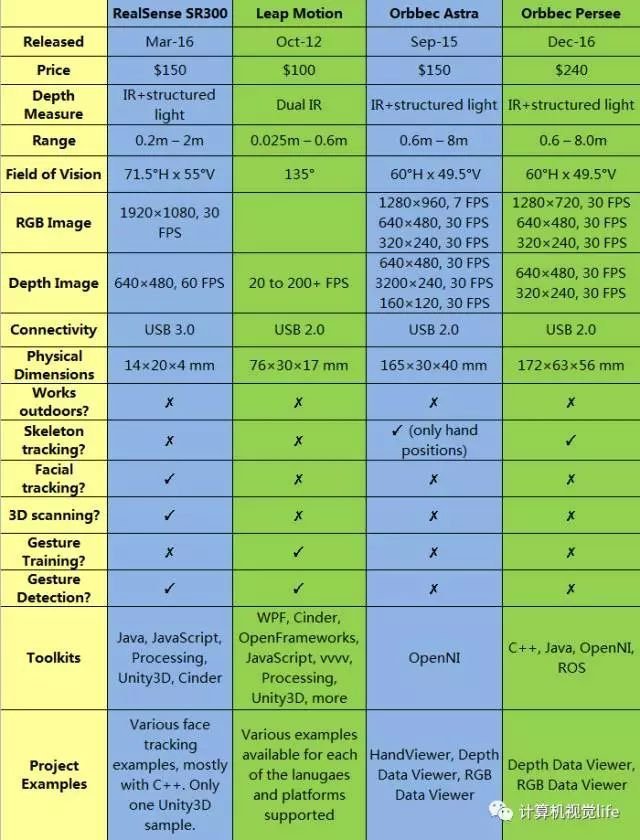 RealSense SR300 Leap Motion Orbbec Astra Orbbec Persee
Released Mar-16 Oct-12 Sep-15 Dec-16
Price $150 $100 $150 $240
Depth
Measure
IR+structured
light
Dual IR
IR+structured light
IR+structured light
Range 0.2m – 2m 0.025m – 0.6m 0.6m – 8m 0.6 – 8.0m
Field of Vision 71.5°H x 55°V 135° 60°H x 49.5°V 60°H x 49.5°V
RGB Image
1920×1080, 30
FPS
1280×960, 7 FPS
640×480, 30 FPS
320×240, 30 FPS
1280×720, 30 FPS
640×480, 30 FPS
320×240, 30 FPS
Depth Image
640×480, 60 FPS
20 to 200+ FPS
640×480, 30 FPS
3200×240, 30 FPS
160×120, 30 FPS
640×480, 30 FPS
320×240, 30 FPS
Connectivity USB 3.0 USB 2.0 USB 2.0 USB 2.0
Physical
Dimensions
14×20×4 mm
76×30×17 mm
165×30×40 mm
172×63×56 mm
Works
outdoors?
✗ ✗ ✗ ✗
Skeleton
tracking?
✗ ✗
✓ (only hand
positions)
✓
Facial
tracking?
✓ ✗ ✗ ✗
3D scanning? ✓ ✗ ✗ ✗
Gesture
Training?
✗ ✓ ✗ ✗
Gesture
Detection?
✓ ✓ ✗ ✗
Toolkits
Java, JavaScript,
Processing,
Unity3D, Cinder
WPF, Cinder,
OpenFrameworks,
JavaScript, vvvv,
Processing,
Unity3D, more
OpenNI
C++, Java, OpenNI,
ROS
Project
Examples
Various face
tracking
examples, mostly
with C++. Only
one Unity3D
sample.
Various examples
available for each
of the lanugaes
and platforms
supported
HandViewer, Depth
Data Viewer, RGB
Data Viewer
Depth Data Viewer,
RGB Data Viewer
计算机视觉life